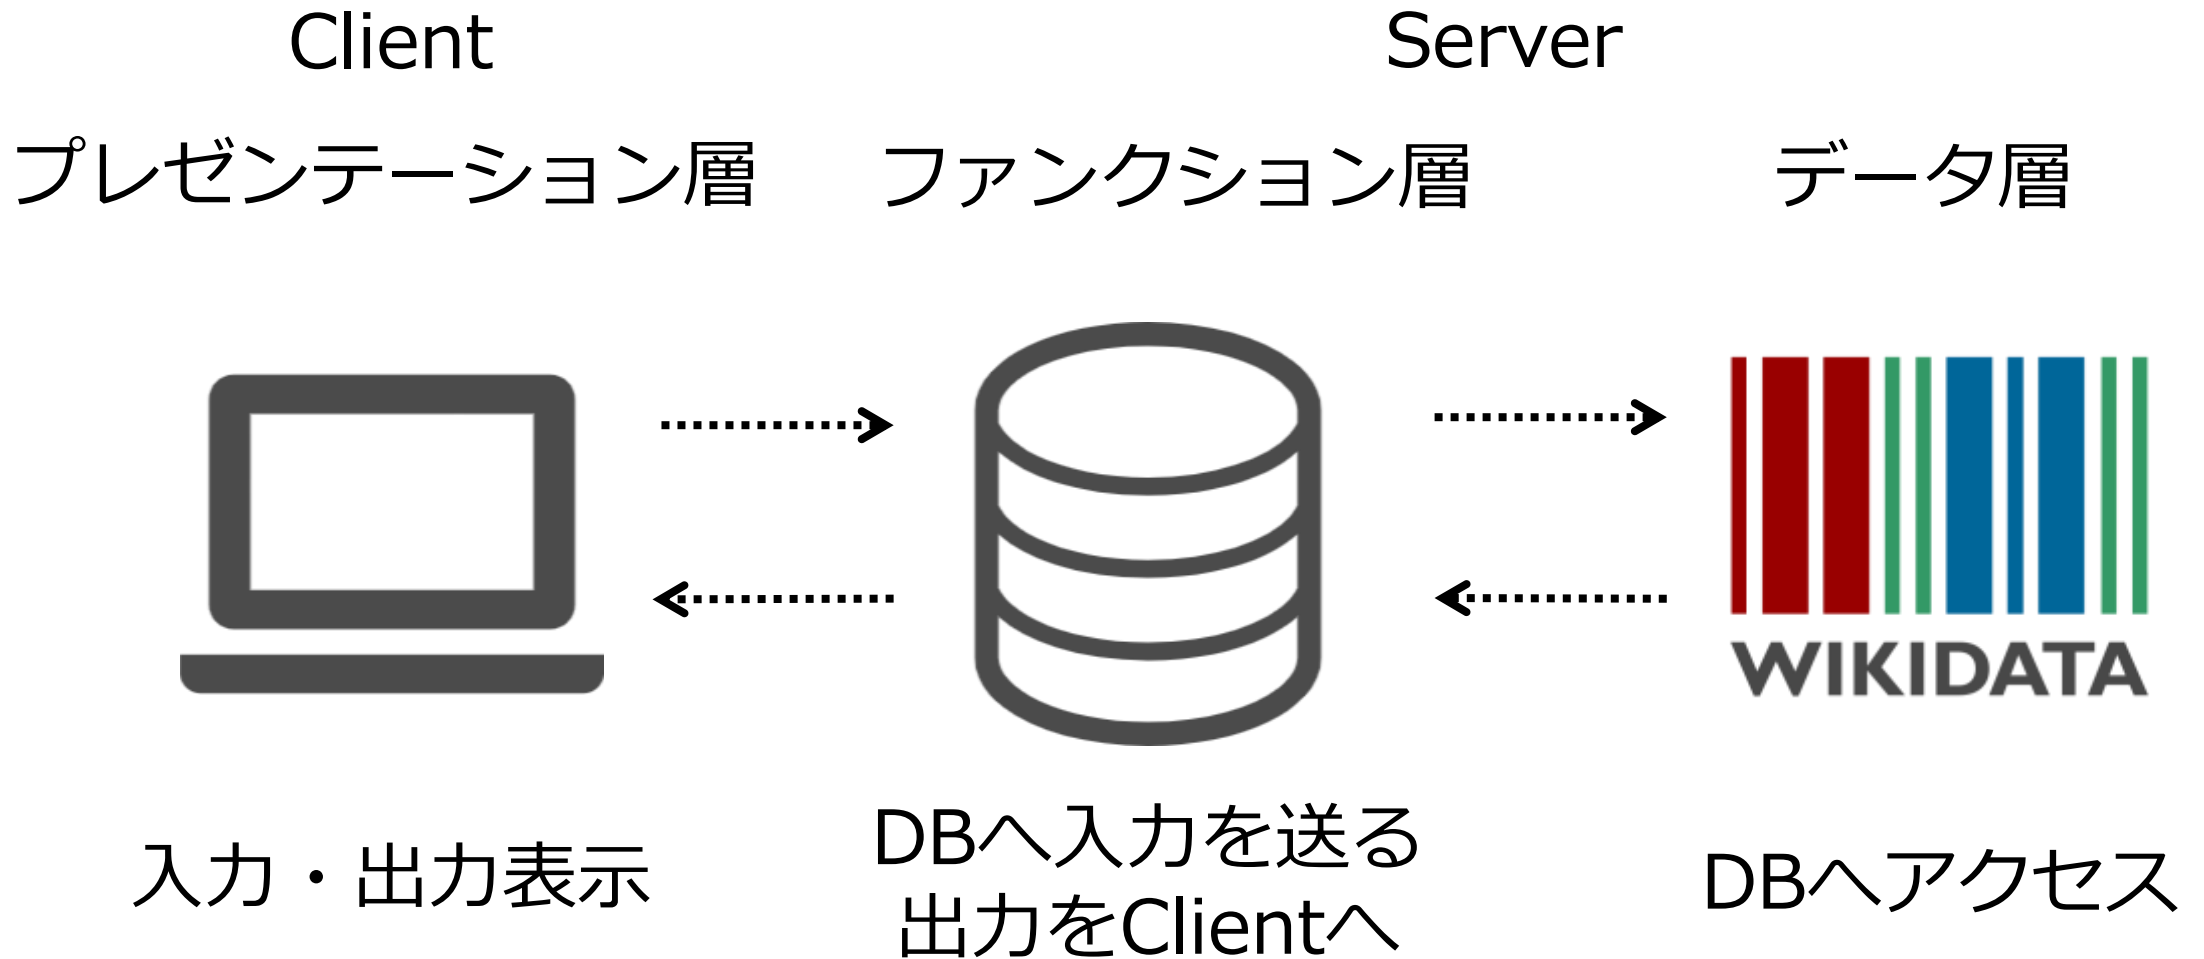 Client
Server
プレゼンテーション層
ファンクション層
データ層
WIKIDATA
入力・出力表示
DBへ入力を送る
出力をClientへ
DBへアクセス